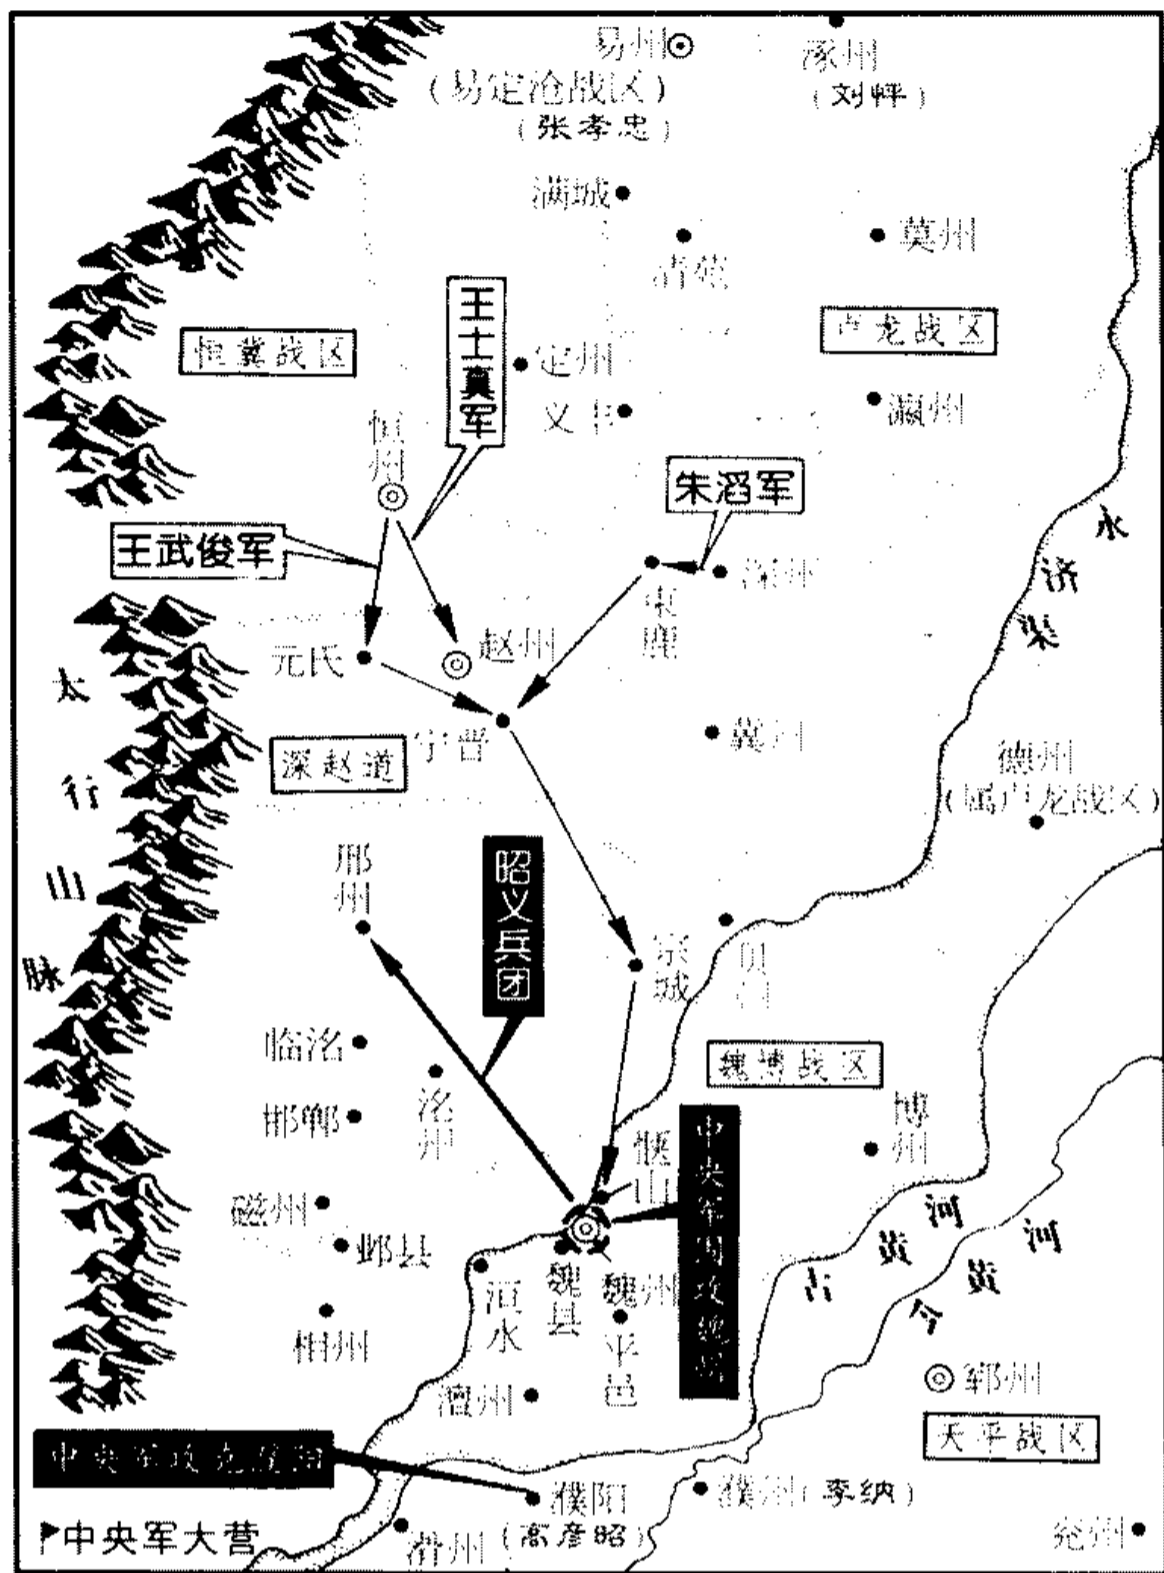 易州
涿州
(易定沧战区)
(刘怦)
(张孝忠)
满城
莫州
清苑
王士真军
卢龙战区
恒冀战区
定州
瀛州
义丰
恒州
朱滔军
王武俊军
永济渠
深州
束鹿
赵州
元氏
太行山脉
宁晋
冀州
深赵道
德州
(属卢龙战区)
邢州
昭义兵团
宗城
贝州
临洺
洺州
魏博战区
邯郸
博州
中央军围攻魏州
惬山
磁州
邺县
古黄河
今黄河
洹水
魏县
魏州
相州
平邑
澶州
郓州
天平战区
中央军攻克濮阳
濮阳
(高彦昭)
濮州(李纳)
中央军大营
滑州
兖州